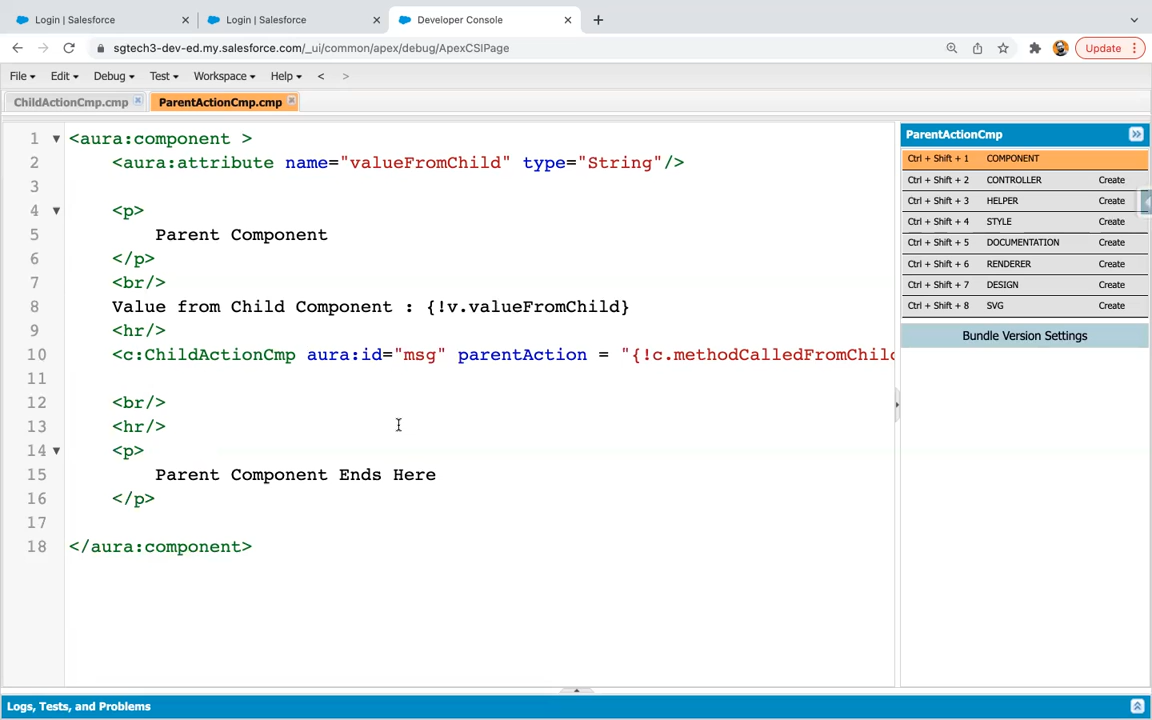 Login | Salesforce
Login | Salesforce
Developer Console
sgtech3-dev-ed.my.salesforce.com/_ui/common/apex/debug/ApexCSIPage
Update
File Edit Debug Test Workspace Help < >
ChildActionCmp.cmp ParentActionCmp.cmp
1 <aura:component >
2 <aura:attribute name="valueFromChild" type="String"/>
3
4 <p>
5 Parent Component
6 </p>
7 <br/>
8 Value from Child Component : {!v.valueFromChild}
9 <hr/>
10 <c:ChildActionCmp aura:id="msg" parentAction = "{!c.methodCalledFromChild
11
12 <br/>
13 <hr/>
14 <p>
15 Parent Component Ends Here
16 </p>
17
18 </aura:component>
ParentActionCmp
Ctrl + Shift + 1 COMPONENT
Ctrl + Shift + 2 CONTROLLER Create
Ctrl + Shift + 3 HELPER Create
Ctrl + Shift + 4 STYLE Create
Ctrl + Shift + 5 DOCUMENTATION Create
Ctrl + Shift + 6 RENDERER Create
Ctrl + Shift + 7 DESIGN Create
Ctrl + Shift + 8 SVG Create
Bundle Version Settings
Logs, Tests, and Problems